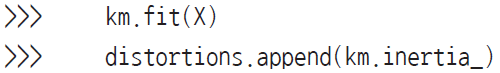 >>>     km.fit(X)
>>>     distortions.append(km.inertia_)